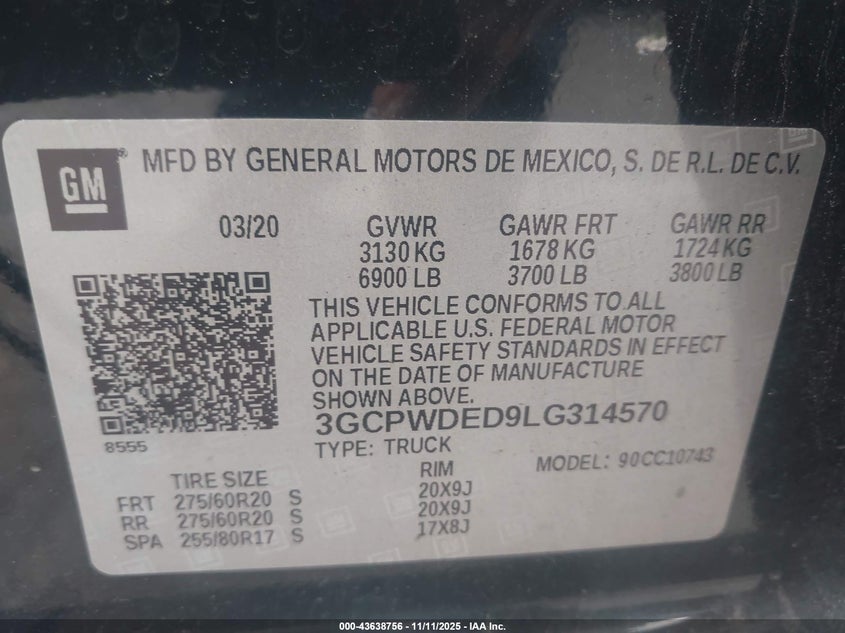 GM
MFD BY GENERAL MOTORS DE MEXICO, S. DE R.L. DE C.V.
03/20 GVWR GAWR FRT GAWR RR
3130 KG 1678 KG 1724 KG
6900 LB 3700 LB 3800 LB
THIS VEHICLE CONFORMS TO ALL
APPLICABLE U.S. FEDERAL MOTOR
VEHICLE SAFETY STANDARDS IN EFFECT
ON THE DATE OF MANUFACTURE
SHOWN ABOVE.
3GCPWDED9LG314570
8555
TYPE: TRUCK
MODEL: 90CC10743
TIRE SIZE RIM
FRT 275/60R20 S 20X9J
RR 275/60R20 S 20X9J
SPA 255/80R17 S 17X8J
000-43638756 - 11/11/2025 - IAA Inc.